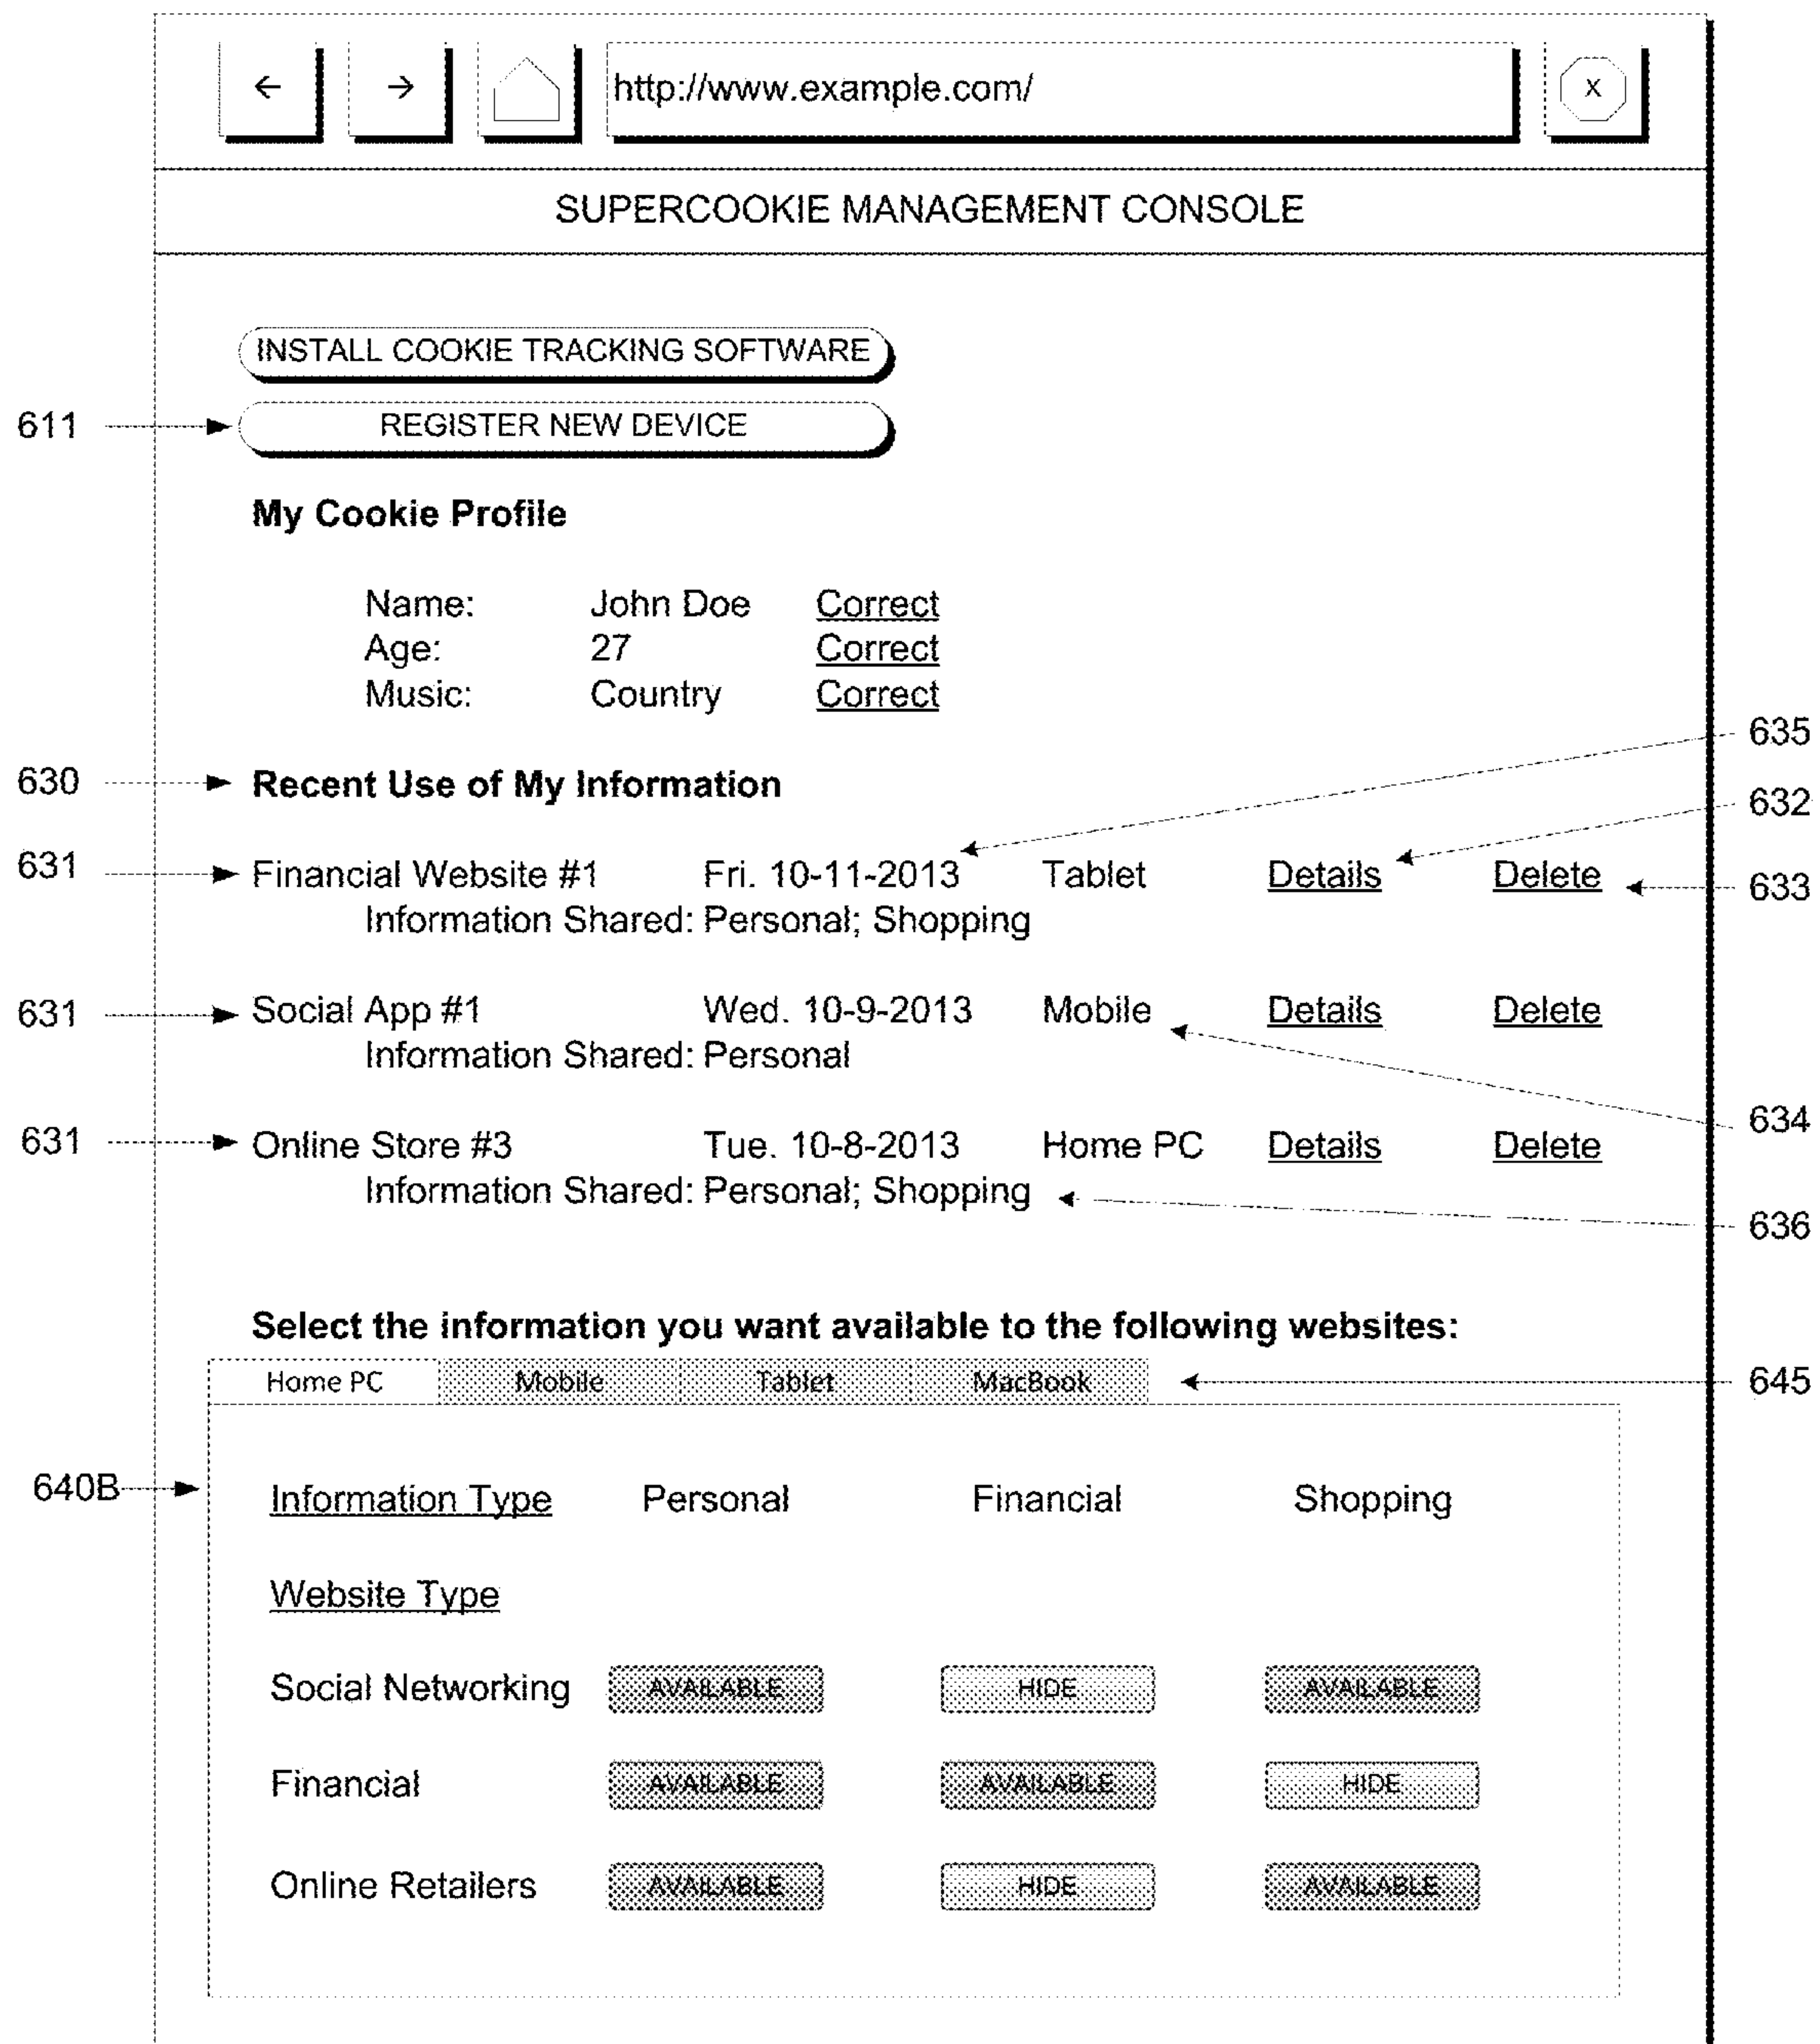 ← → http://www.example.com/ X
SUPERCOOKIE MANAGEMENT CONSOLE
INSTALL COOKIE TRACKING SOFTWARE
611 REGISTER NEW DEVICE
My Cookie Profile
Name: John Doe Correct
Age: 27 Correct
Music: Country Correct
635
630 Recent Use of My Information
632
631 Financial Website #1 Fri. 10-11-2013 Tablet Details Delete 633
Information Shared: Personal; Shopping
631 Social App #1 Wed. 10-9-2013 Mobile Details Delete
Information Shared: Personal
634
631 Online Store #3 Tue. 10-8-2013 Home PC Details Delete
Information Shared: Personal; Shopping
636
Select the information you want available to the following websites:
Home PC Mobile Tablet MacBook 645
640B Information Type Personal Financial Shopping
Website Type
Social Networking AVAILABLE HIDE AVAILABLE
Financial AVAILABLE AVAILABLE HIDE
Online Retailers AVAILABLE HIDE AVAILABLE